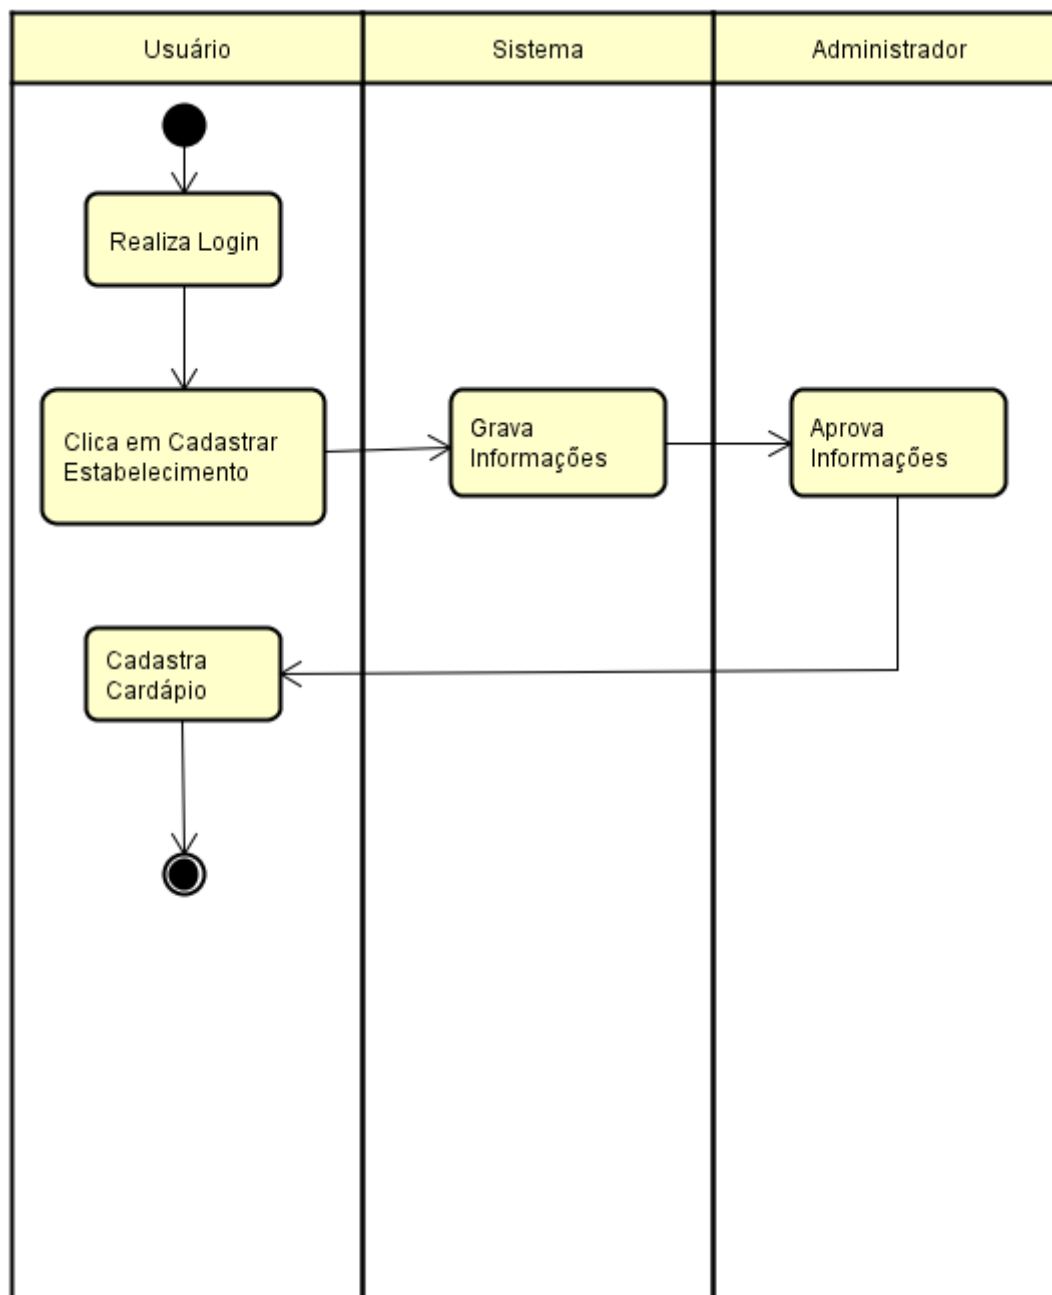 Usuário
Sistema
Administrador
Realiza Login
Clica em Cadastrar
Estabelecimento
Grava
Informações
Aprova
Informações
Cadastra
Cardápio